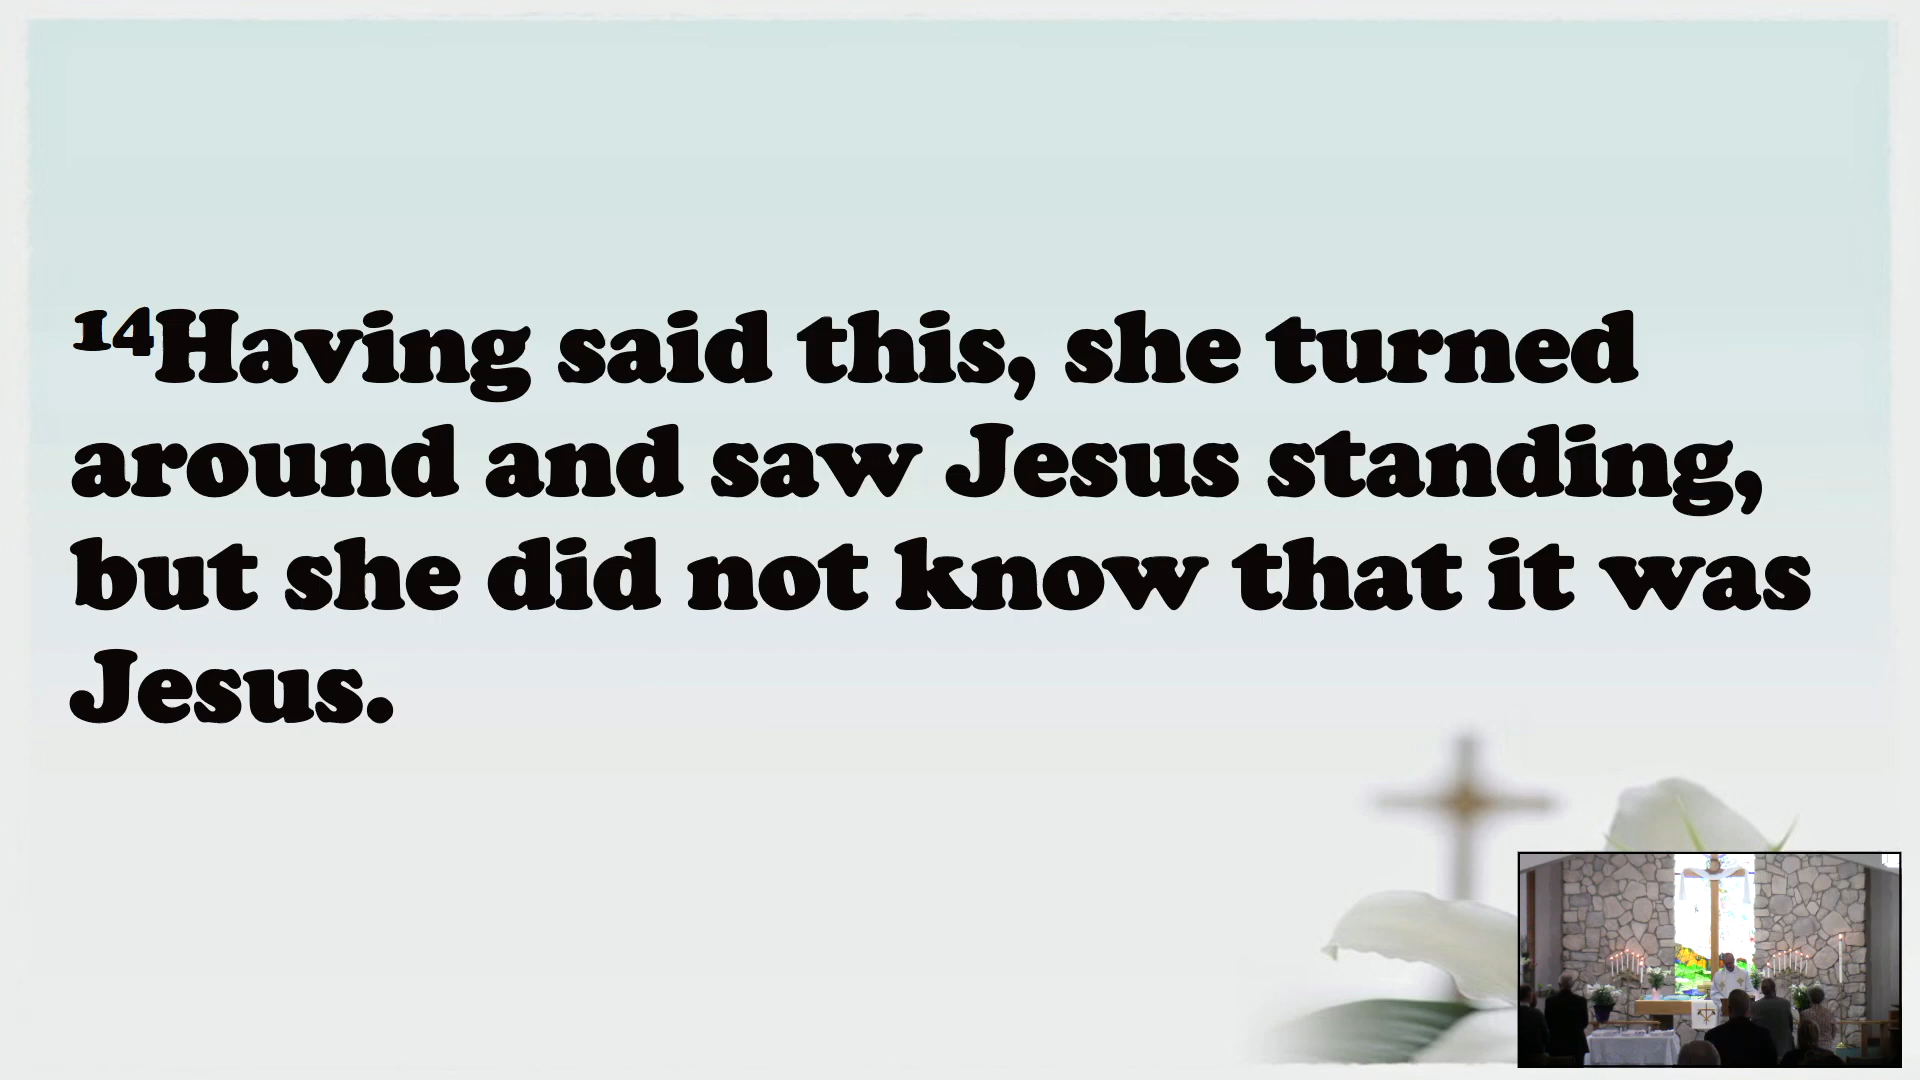 ¹⁴Having said this, she turned
around and saw Jesus standing,
but she did not know that it was
Jesus.